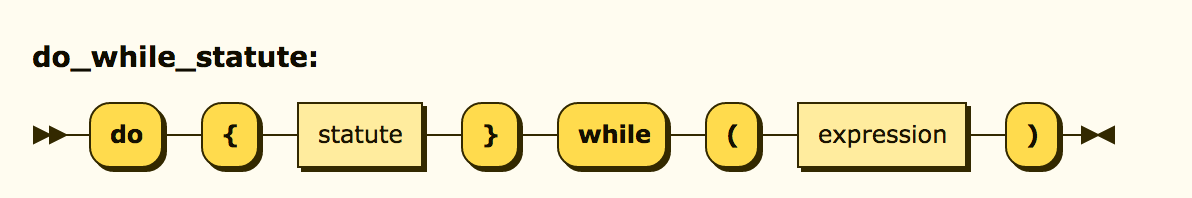 do_while_statute:
do { statute } while ( expression )